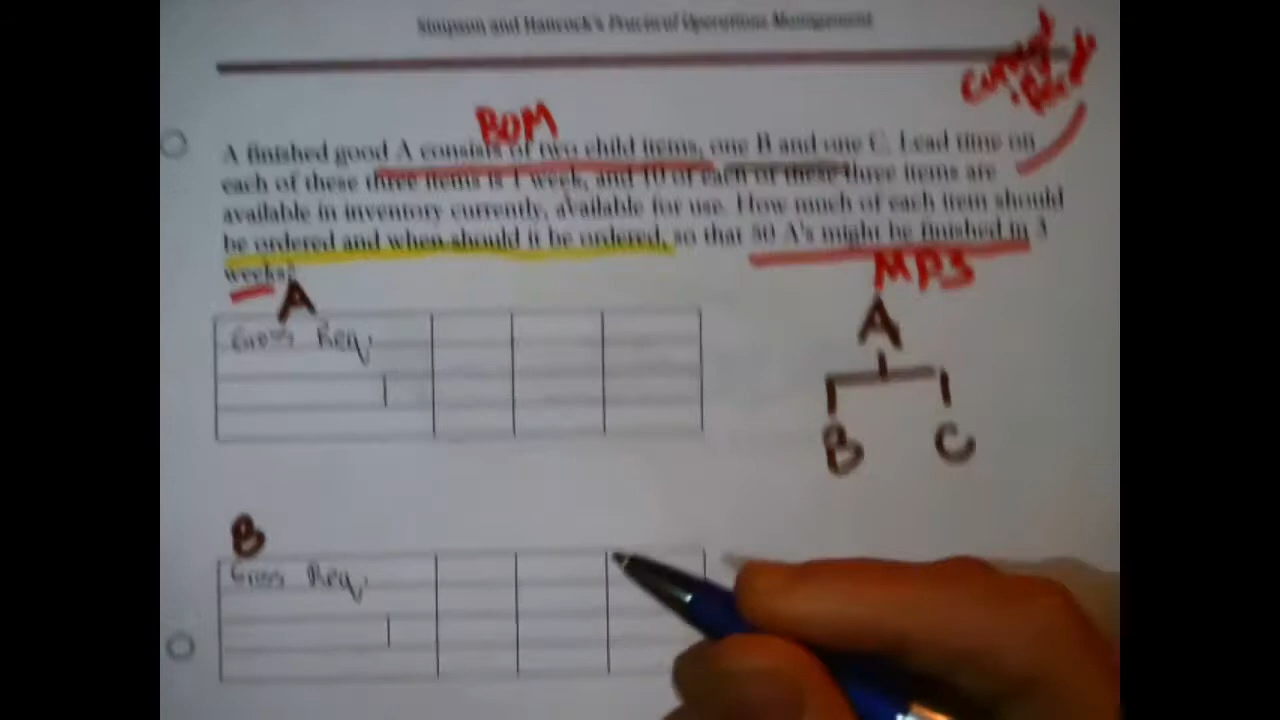 Simpson and Hancock's Practical Operations Management
BOM
A finished good A consists of two child items, one B and one C. Lead time on
each of these three items is 1 week, and 10 of each of these three items are
available in inventory currently, available for use. How much of each item should
be ordered and when should it be ordered, so that 50 A's might be finished in 3
weeks?
MPS
A
Gross Req.
A
B C
B
Gross Req.